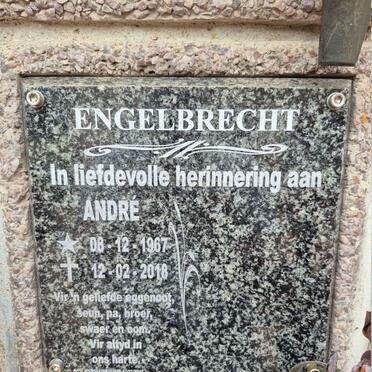 ENGELBRECHT
In liefdevolle herinnering aan
ANDRÉ
08 - 12 - 1967
12 - 02 - 2018
Vir 'n geliefde eggenoot,
seun, pa, broer,
swaer en oom.
Vir altyd in
ons harte.